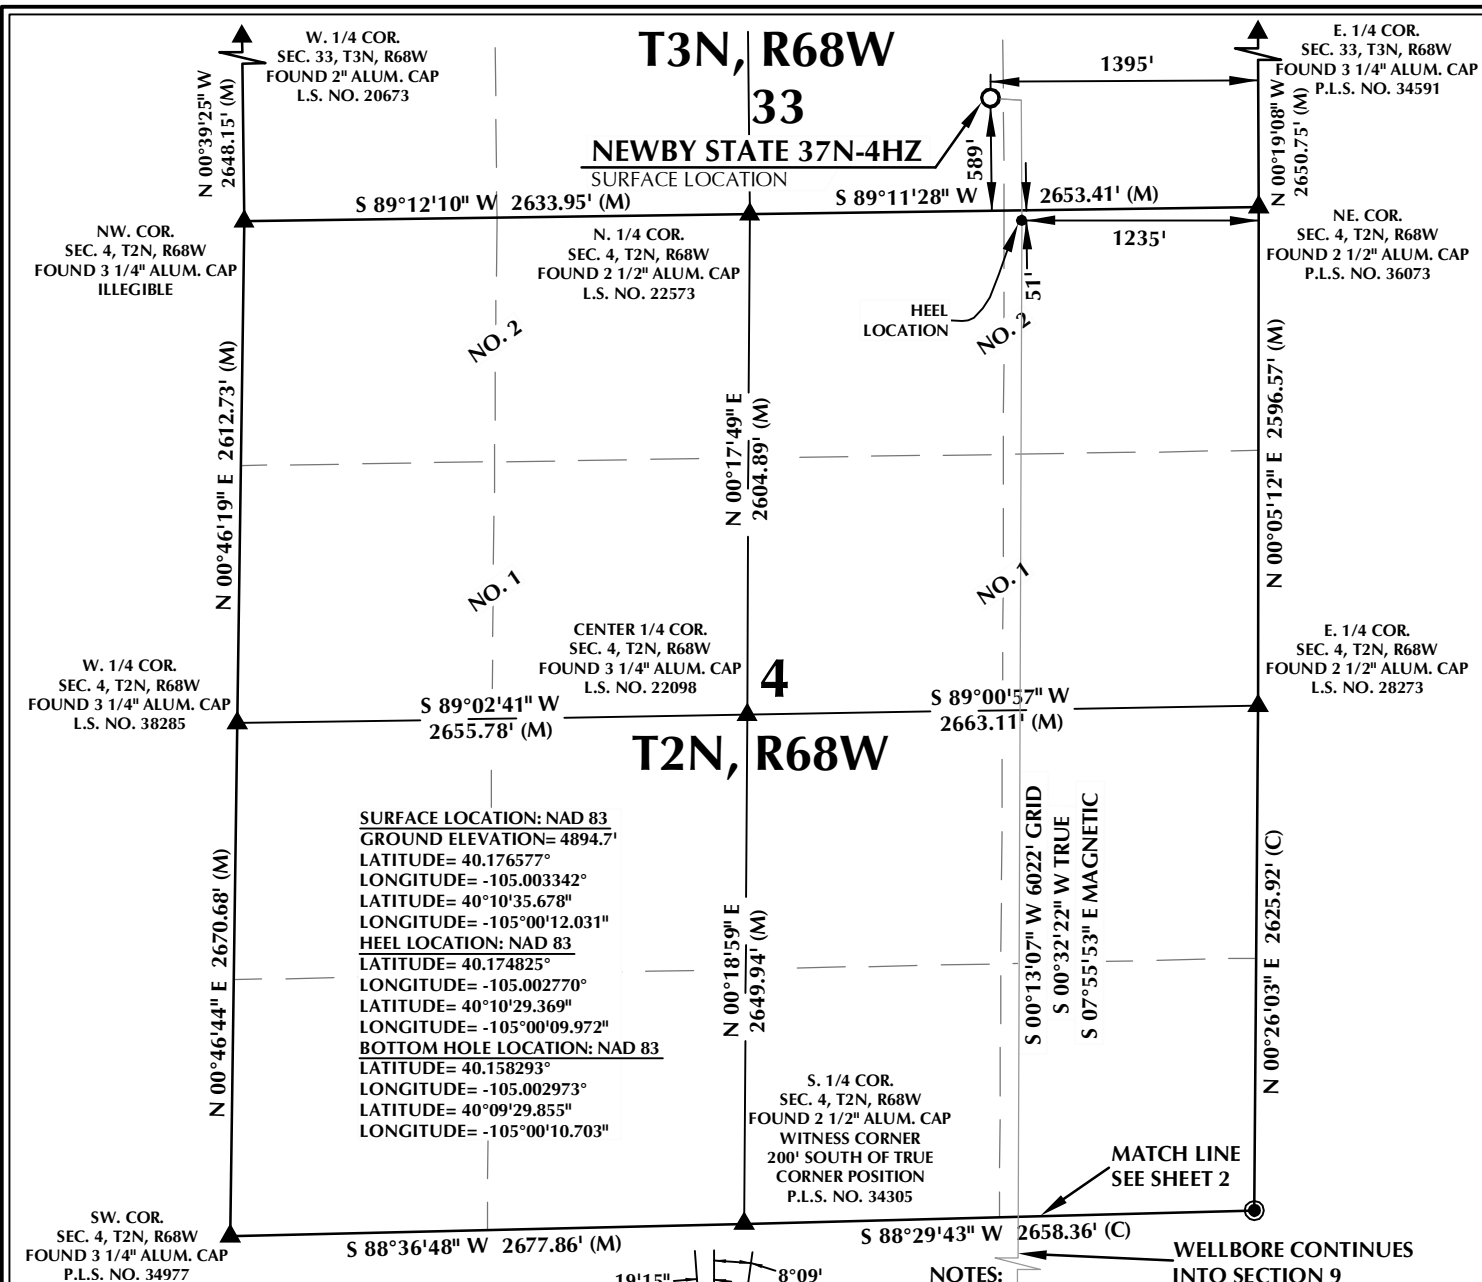 W. 1/4 COR.
SEC. 33, T3N, R68W
FOUND 2" ALUM. CAP
L.S. NO. 20673
T3N, R68W
33
E. 1/4 COR.
SEC. 33, T3N, R68W
FOUND 3 1/4" ALUM. CAP
P.L.S. NO. 34591
1395'
N 00°39'25" W
2648.15' (M)
N 00°19'08" W
2650.75' (M)
NEWBY STATE 37N-4HZ
SURFACE LOCATION
589'
S 89°12'10" W 2633.95' (M)
S 89°11'28" W 2653.41' (M)
NW. COR.
SEC. 4, T2N, R68W
FOUND 3 1/4" ALUM. CAP
ILLEGIBLE
N. 1/4 COR.
SEC. 4, T2N, R68W
FOUND 2 1/2" ALUM. CAP
L.S. NO. 22573
1235'
NE. COR.
SEC. 4, T2N, R68W
FOUND 2 1/2" ALUM. CAP
P.L.S. NO. 36073
51'
HEEL
LOCATION
NO. 2
NO. 2
N 00°46'19" E 2612.73' (M)
N 00°17'49" E
2604.89' (M)
N 00°05'12" E 2596.57' (M)
NO. 1
NO. 1
W. 1/4 COR.
SEC. 4, T2N, R68W
FOUND 3 1/4" ALUM. CAP
L.S. NO. 38285
CENTER 1/4 COR.
SEC. 4, T2N, R68W
FOUND 3 1/4" ALUM. CAP
L.S. NO. 22098
4
E. 1/4 COR.
SEC. 4, T2N, R68W
FOUND 2 1/2" ALUM. CAP
L.S. NO. 28273
S 89°02'41" W
2655.78' (M)
S 89°00'57" W
2663.11' (M)
T2N, R68W
SURFACE LOCATION: NAD 83
GROUND ELEVATION= 4894.7'
LATITUDE= 40.176577°
LONGITUDE= -105.003342°
LATITUDE= 40°10'35.678"
LONGITUDE= -105°00'12.031"
HEEL LOCATION: NAD 83
LATITUDE= 40.174825°
LONGITUDE= -105.002770°
LATITUDE= 40°10'29.369"
LONGITUDE= -105°00'09.972"
BOTTOM HOLE LOCATION: NAD 83
LATITUDE= 40.158293°
LONGITUDE= -105.002973°
LATITUDE= 40°09'29.855"
LONGITUDE= -105°00'10.703"
N 00°46'44" E 2670.68' (M)
N 00°18'59" E
2649.94' (M)
S 00°13'07" W 6022' GRID
S 00°32'22" W TRUE
S 07°55'53" E MAGNETIC
N 00°26'03" E 2625.92' (C)
S. 1/4 COR.
SEC. 4, T2N, R68W
FOUND 2 1/2" ALUM. CAP
WITNESS CORNER
200' SOUTH OF TRUE
CORNER POSITION
P.L.S. NO. 34305
MATCH LINE
SEE SHEET 2
SW. COR.
SEC. 4, T2N, R68W
FOUND 3 1/4" ALUM. CAP
P.L.S. NO. 34977
S 88°36'48" W 2677.86' (M)
S 88°29'43" W 2658.36' (C)
WELLBORE CONTINUES
INTO SECTION 9
19'15"
8°09'
NOTES: